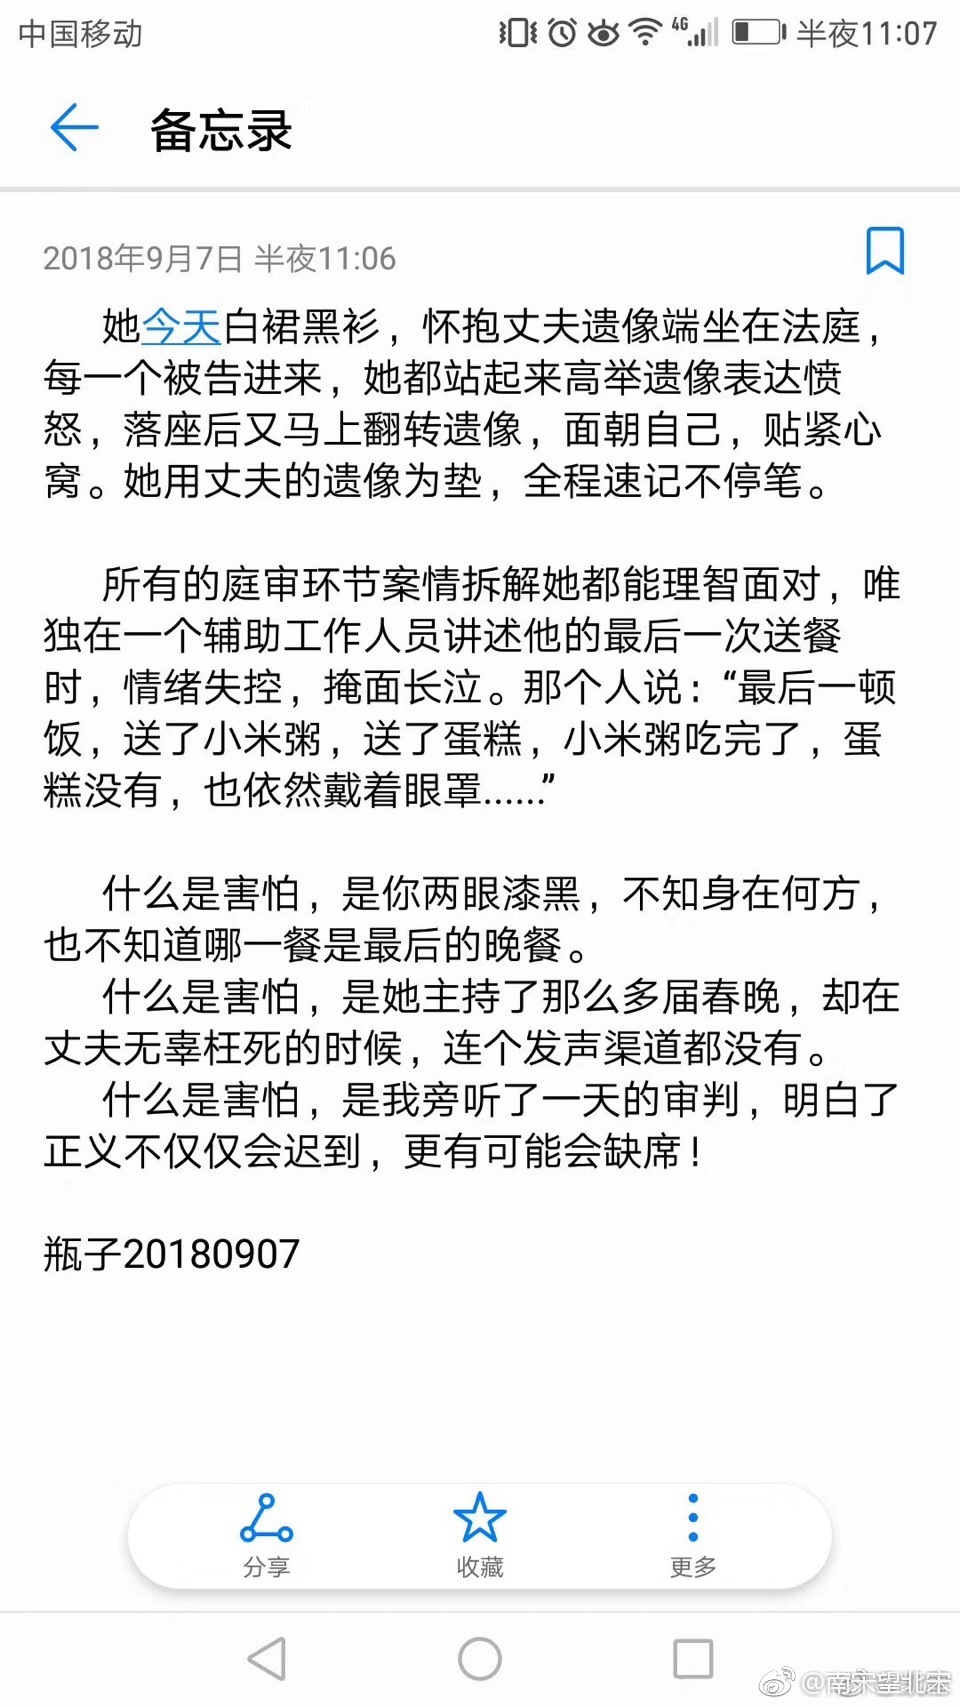 中国移动
4G
半夜11:07
备忘录
2018年9月7日 半夜11:06
她今天白裙黑衫，怀抱丈夫遗像端坐在法庭，
每一个被告进来，她都站起来高举遗像表达愤
怒，落座后又马上翻转遗像，面朝自己，贴紧心
窝。她用丈夫的遗像为垫，全程速记不停笔。
所有的庭审环节案情拆解她都能理智面对，唯
独在一个辅助工作人员讲述他的最后一次送餐
时，情绪失控，掩面长泣。那个人说：“最后一顿
饭，送了小米粥，送了蛋糕，小米粥吃完了，蛋
糕没有，也依然戴着眼罩......”
什么是害怕，是你两眼漆黑，不知身在何方，
也不知道哪一餐是最后的晚餐。
什么是害怕，是她主持了那么多届春晚，却在
丈夫无辜枉死的时候，连个发声渠道都没有。
什么是害怕，是我旁听了一天的审判，明白了
正义不仅仅会迟到，更有可能会缺席！
瓶子20180907
分享
收藏
更多
@南宋望北宋